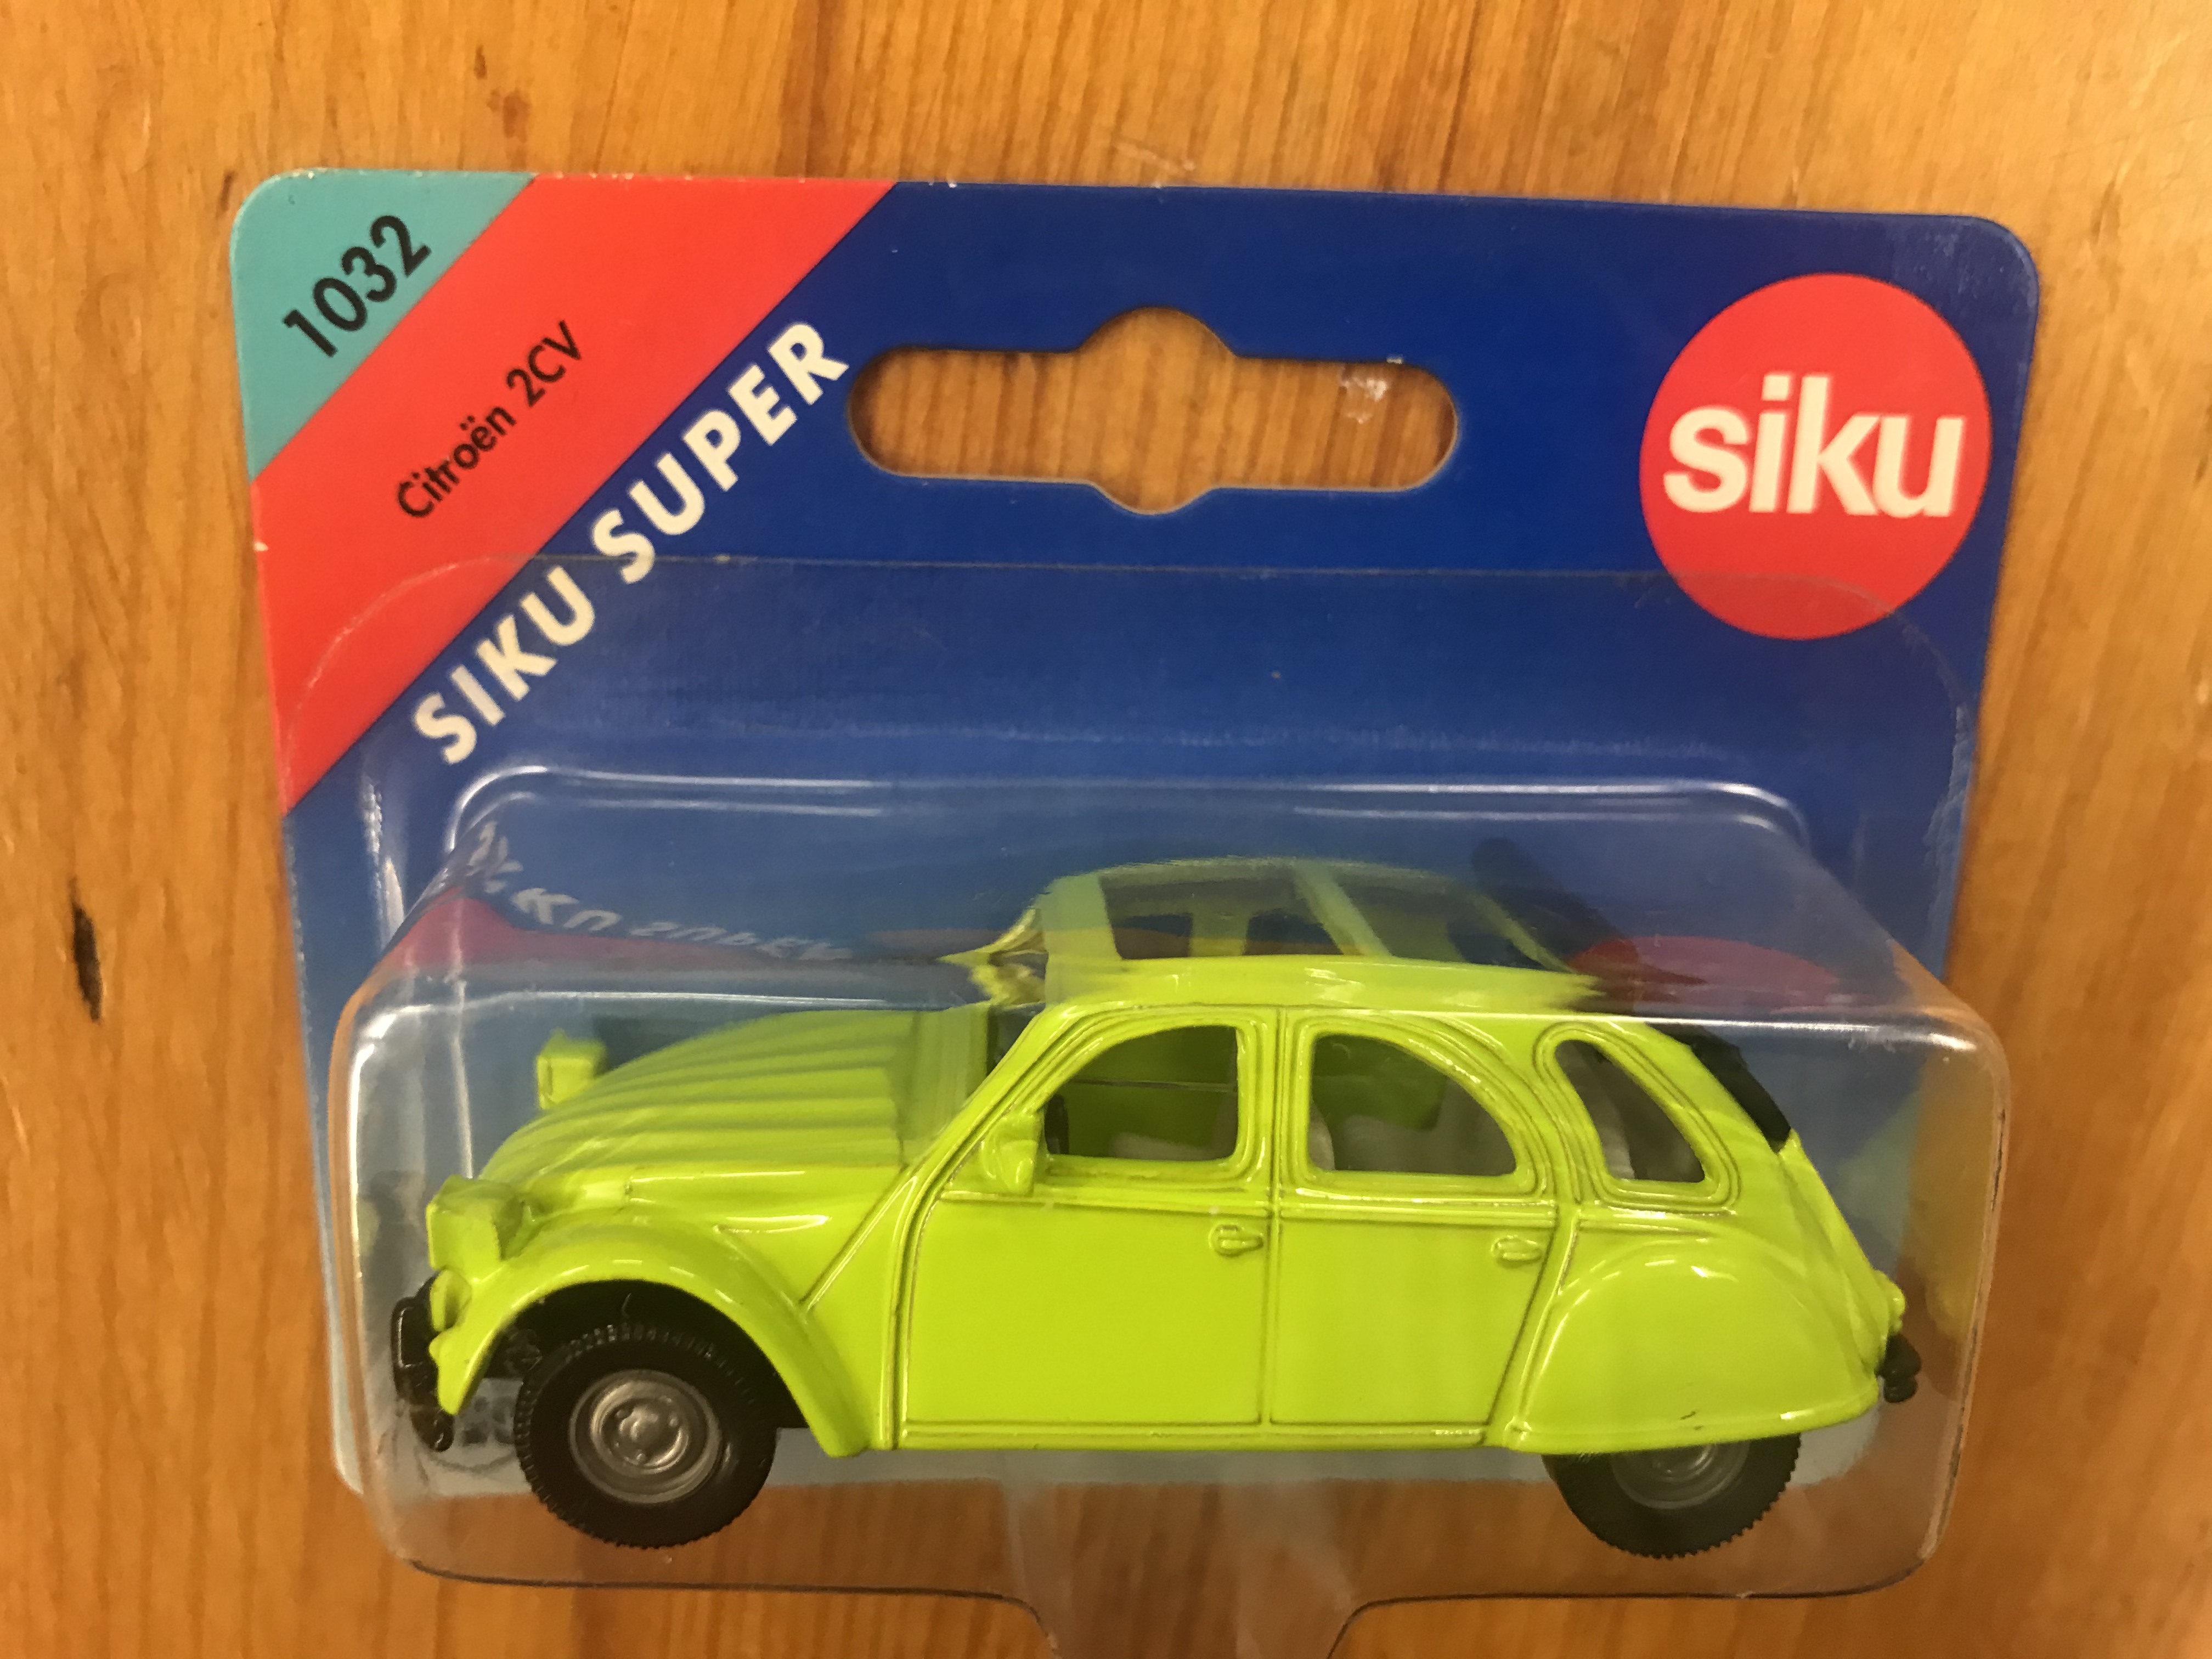 1032
Citroën 2CV
SIKU SUPER
siku